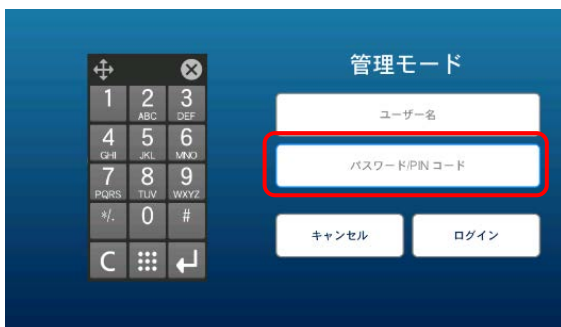 管理モード
ユーザー名
パスワード/PIN コード
キャンセル
ログイン
1
2
ABC
3
DEF
4
GHI
5
JKL
6
MNO
7
PQRS
8
TUV
9
WXYZ
*/.
0
#
C